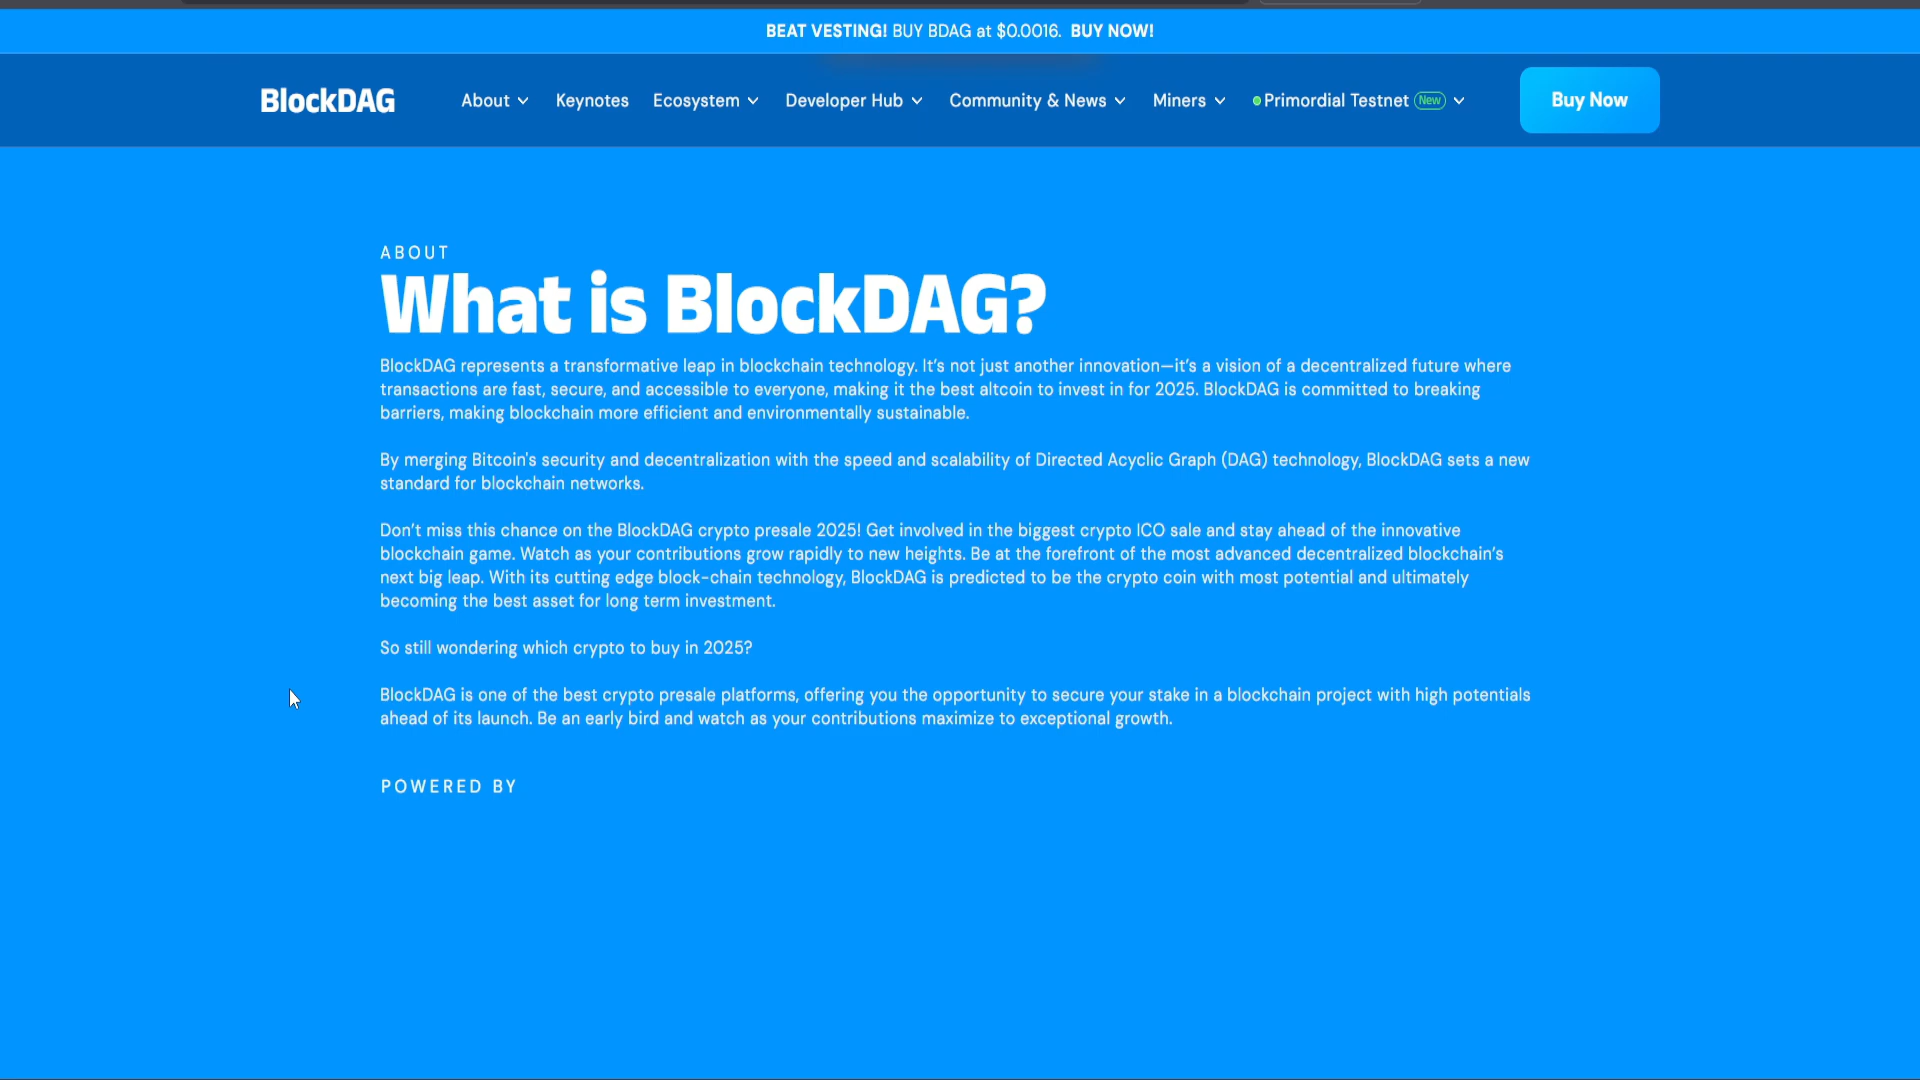 BEAT VESTING! BUY BDAG at $0.0016. BUY NOW!
BlockDAG About Keynotes Ecosystem Developer Hub Community & News Miners Primordial Testnet New Buy Now
ABOUT
What is BlockDAG?
BlockDAG represents a transformative leap in blockchain technology. It’s not just another innovation—it’s a vision of a decentralized future where
transactions are fast, secure, and accessible to everyone, making it the best altcoin to invest in for 2025. BlockDAG is committed to breaking
barriers, making blockchain more efficient and environmentally sustainable.
By merging Bitcoin's security and decentralization with the speed and scalability of Directed Acyclic Graph (DAG) technology, BlockDAG sets a new
standard for blockchain networks.
Don’t miss this chance on the BlockDAG crypto presale 2025! Get involved in the biggest crypto ICO sale and stay ahead of the innovative
blockchain game. Watch as your contributions grow rapidly to new heights. Be at the forefront of the most advanced decentralized blockchain’s
next big leap. With its cutting edge block-chain technology, BlockDAG is predicted to be the crypto coin with most potential and ultimately
becoming the best asset for long term investment.
So still wondering which crypto to buy in 2025?
BlockDAG is one of the best crypto presale platforms, offering you the opportunity to secure your stake in a blockchain project with high potentials
ahead of its launch. Be an early bird and watch as your contributions maximize to exceptional growth.
POWERED BY